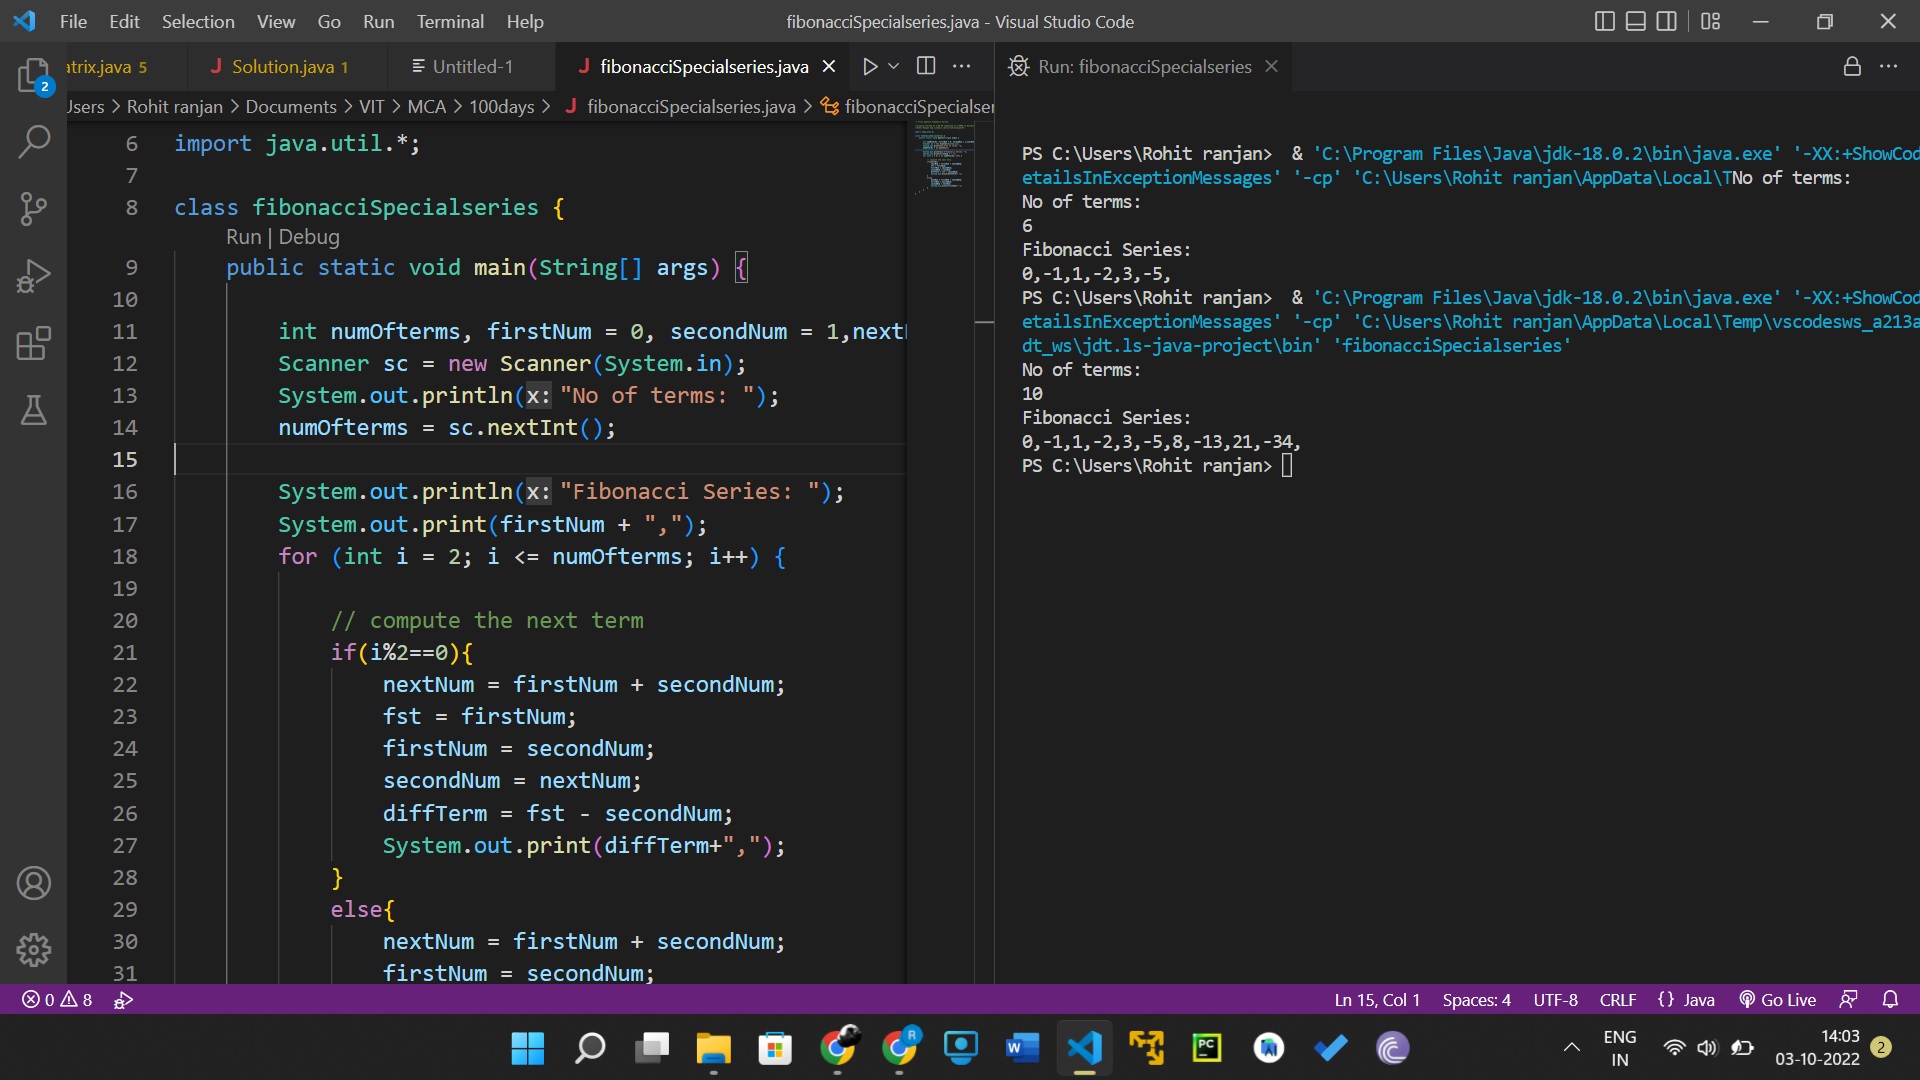 File Edit Selection View Go Run Terminal Help
fibonacciSpecialseries.java - Visual Studio Code
atrix.java 5
Solution.java 1
Untitled-1
fibonacciSpecialseries.java
Run: fibonacciSpecialseries
Jsers > Rohit ranjan > Documents > VIT > MCA > 100days > fibonacciSpecialseries.java > fibonacciSpecialser
2
6 import java.util.*;
7
8 class fibonacciSpecialseries {
Run | Debug
9 public static void main(String[] args) {
10
11 int numOfterms, firstNum = 0, secondNum = 1,next
12 Scanner sc = new Scanner(System.in);
13 System.out.println(x: "No of terms: ");
14 numOfterms = sc.nextInt();
15
16 System.out.println(x: "Fibonacci Series: ");
17 System.out.print(firstNum + ",");
18 for (int i = 2; i <= numOfterms; i++) {
19
20 // compute the next term
21 if(i%2==0){
22 nextNum = firstNum + secondNum;
23 fst = firstNum;
24 firstNum = secondNum;
25 secondNum = nextNum;
26 diffTerm = fst - secondNum;
27 System.out.print(diffTerm+",");
28 }
29 else{
30 nextNum = firstNum + secondNum;
31 firstNum = secondNum;
PS C:\Users\Rohit ranjan> & 'C:\Program Files\Java\jdk-18.0.2\bin\java.exe' '-XX:+ShowCod
etailsInExceptionMessages' '-cp' 'C:\Users\Rohit ranjan\AppData\Local\TNo of terms:
No of terms:
6
Fibonacci Series:
0,-1,1,-2,3,-5,
PS C:\Users\Rohit ranjan> & 'C:\Program Files\Java\jdk-18.0.2\bin\java.exe' '-XX:+ShowCod
etailsInExceptionMessages' '-cp' 'C:\Users\Rohit ranjan\AppData\Local\Temp\vscodesws_a213a
dt_ws\jdt.ls-java-project\bin' 'fibonacciSpecialseries'
No of terms:
10
Fibonacci Series:
0,-1,1,-2,3,-5,8,-13,21,-34,
PS C:\Users\Rohit ranjan>
0 8
Ln 15, Col 1 Spaces: 4 UTF-8 CRLF {} Java Go Live
R
W
PC
ENG
IN
14:03
03-10-2022
2